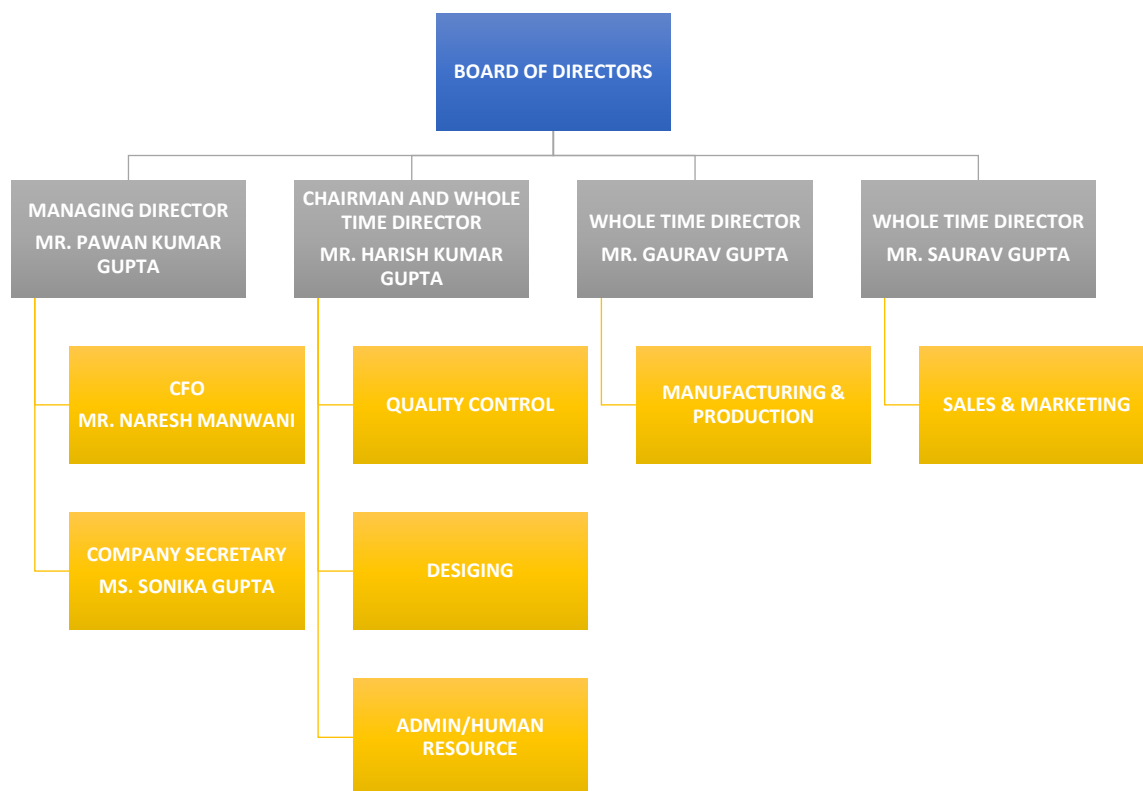 BOARD OF DIRECTORS
MANAGING DIRECTOR
MR. PAWAN KUMAR
GUPTA
CHAIRMAN AND WHOLE
TIME DIRECTOR
MR. HARISH KUMAR
GUPTA
WHOLE TIME DIRECTOR
MR. GAURAV GUPTA
WHOLE TIME DIRECTOR
MR. SAURAV GUPTA
CFO
MR. NARESH MANWANI
QUALITY CONTROL
MANUFACTURING &
PRODUCTION
SALES & MARKETING
COMPANY SECRETARY
MS. SONIKA GUPTA
DESIGING
ADMIN/HUMAN
RESOURCE